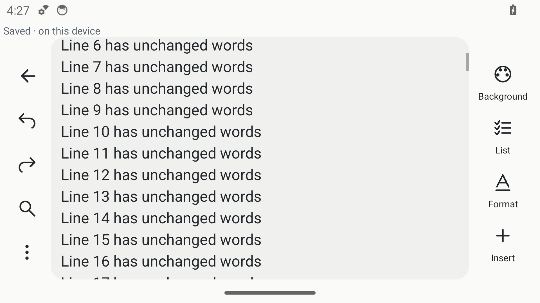 4:27
Saved · on this device
Line 6 has unchanged words
Line 7 has unchanged words
Line 8 has unchanged words
Line 9 has unchanged words
Line 10 has unchanged words
Line 11 has unchanged words
Line 12 has unchanged words
Line 13 has unchanged words
Line 14 has unchanged words
Line 15 has unchanged words
Line 16 has unchanged words
Background
List
Format
Insert